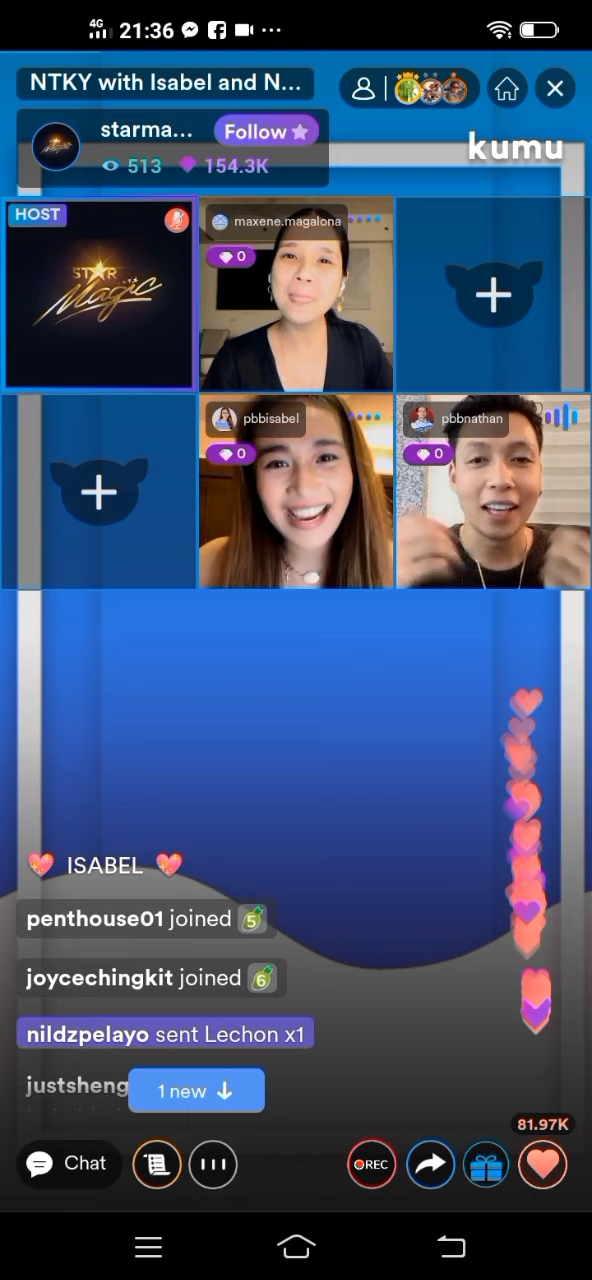 4G 21:36 ...
NTKY with Isabel and N...
starma... Follow
513 154.3K
kumu
HOST
STAR
Magic
maxene.magalona
0
pbbisabel
0
pbbnathan
0
ISABEL
penthouse01 joined 5
joycechingkit joined 6
nildzpelayo sent Lechon x1
justsheng
1 new
81.97K
Chat
REC